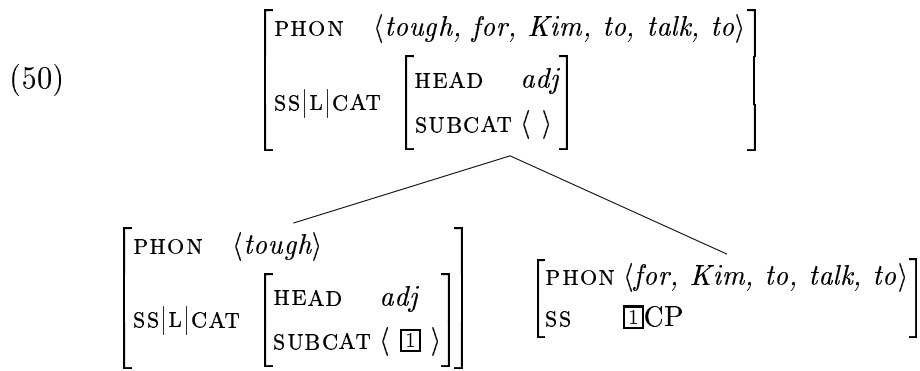 PHON ⟨tough, for, Kim, to, talk, to⟩
(50)
SS|L|CAT
HEAD adj
SUBCAT ⟨ ⟩
PHON ⟨tough⟩
SS|L|CAT
HEAD adj
SUBCAT ⟨ 1 ⟩
PHON ⟨for, Kim, to, talk, to⟩
SS 1CP